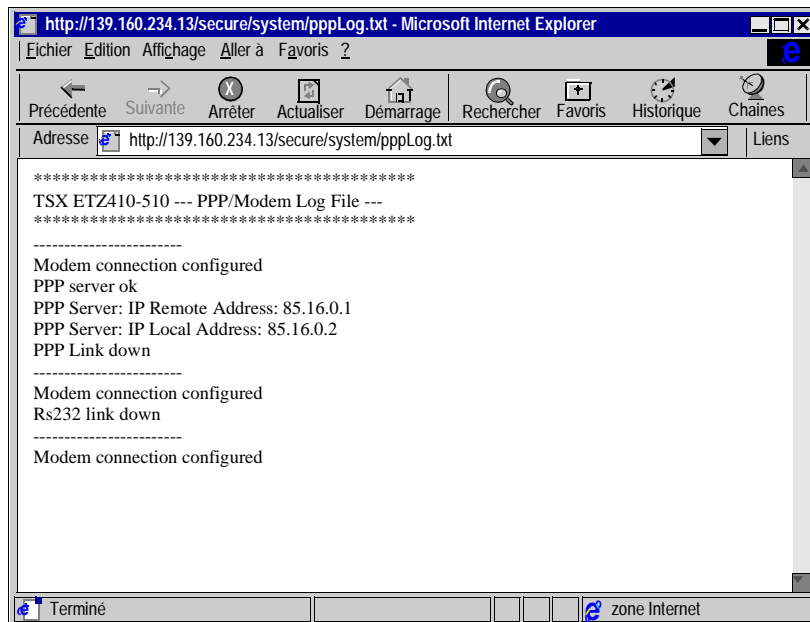 http://139.160.234.13/secure/system/pppLog.txt - Microsoft Internet Explorer
Fichier Edition Affichage Aller à Favoris ?
Précédente Suivante Arrêter Actualiser Démarrage Rechercher Favoris Historique Chaines
Adresse http://139.160.234.13/secure/system/pppLog.txt Liens
*****************************************
TSX ETZ410-510 --- PPP/Modem Log File ---
*****************************************
------------------------
Modem connection configured
PPP server ok
PPP Server: IP Remote Address: 85.16.0.1
PPP Server: IP Local Address: 85.16.0.2
PPP Link down
------------------------
Modem connection configured
Rs232 link down
------------------------
Modem connection configured
Terminé zone Internet